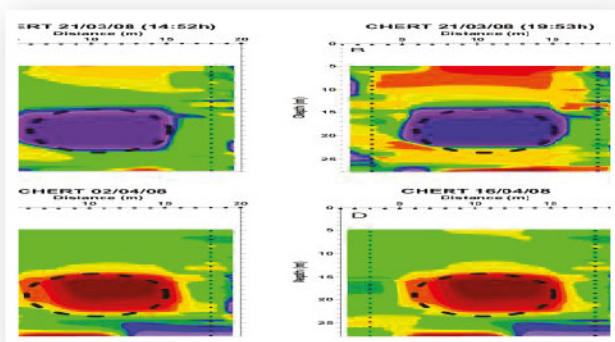 ERT 21/03/08 (14:52h)
Distance (m)
10 15 20
CHERT 21/03/08 (19:53h)
Distance (m)
5 10 15
B
0
5
10
15
20
25
Depth (m)
CHERT 02/04/08
Distance (m)
10 15 20
CHERT 16/04/08
Distance (m)
5 10 15
D
0
5
10
15
20
25
Depth (m)